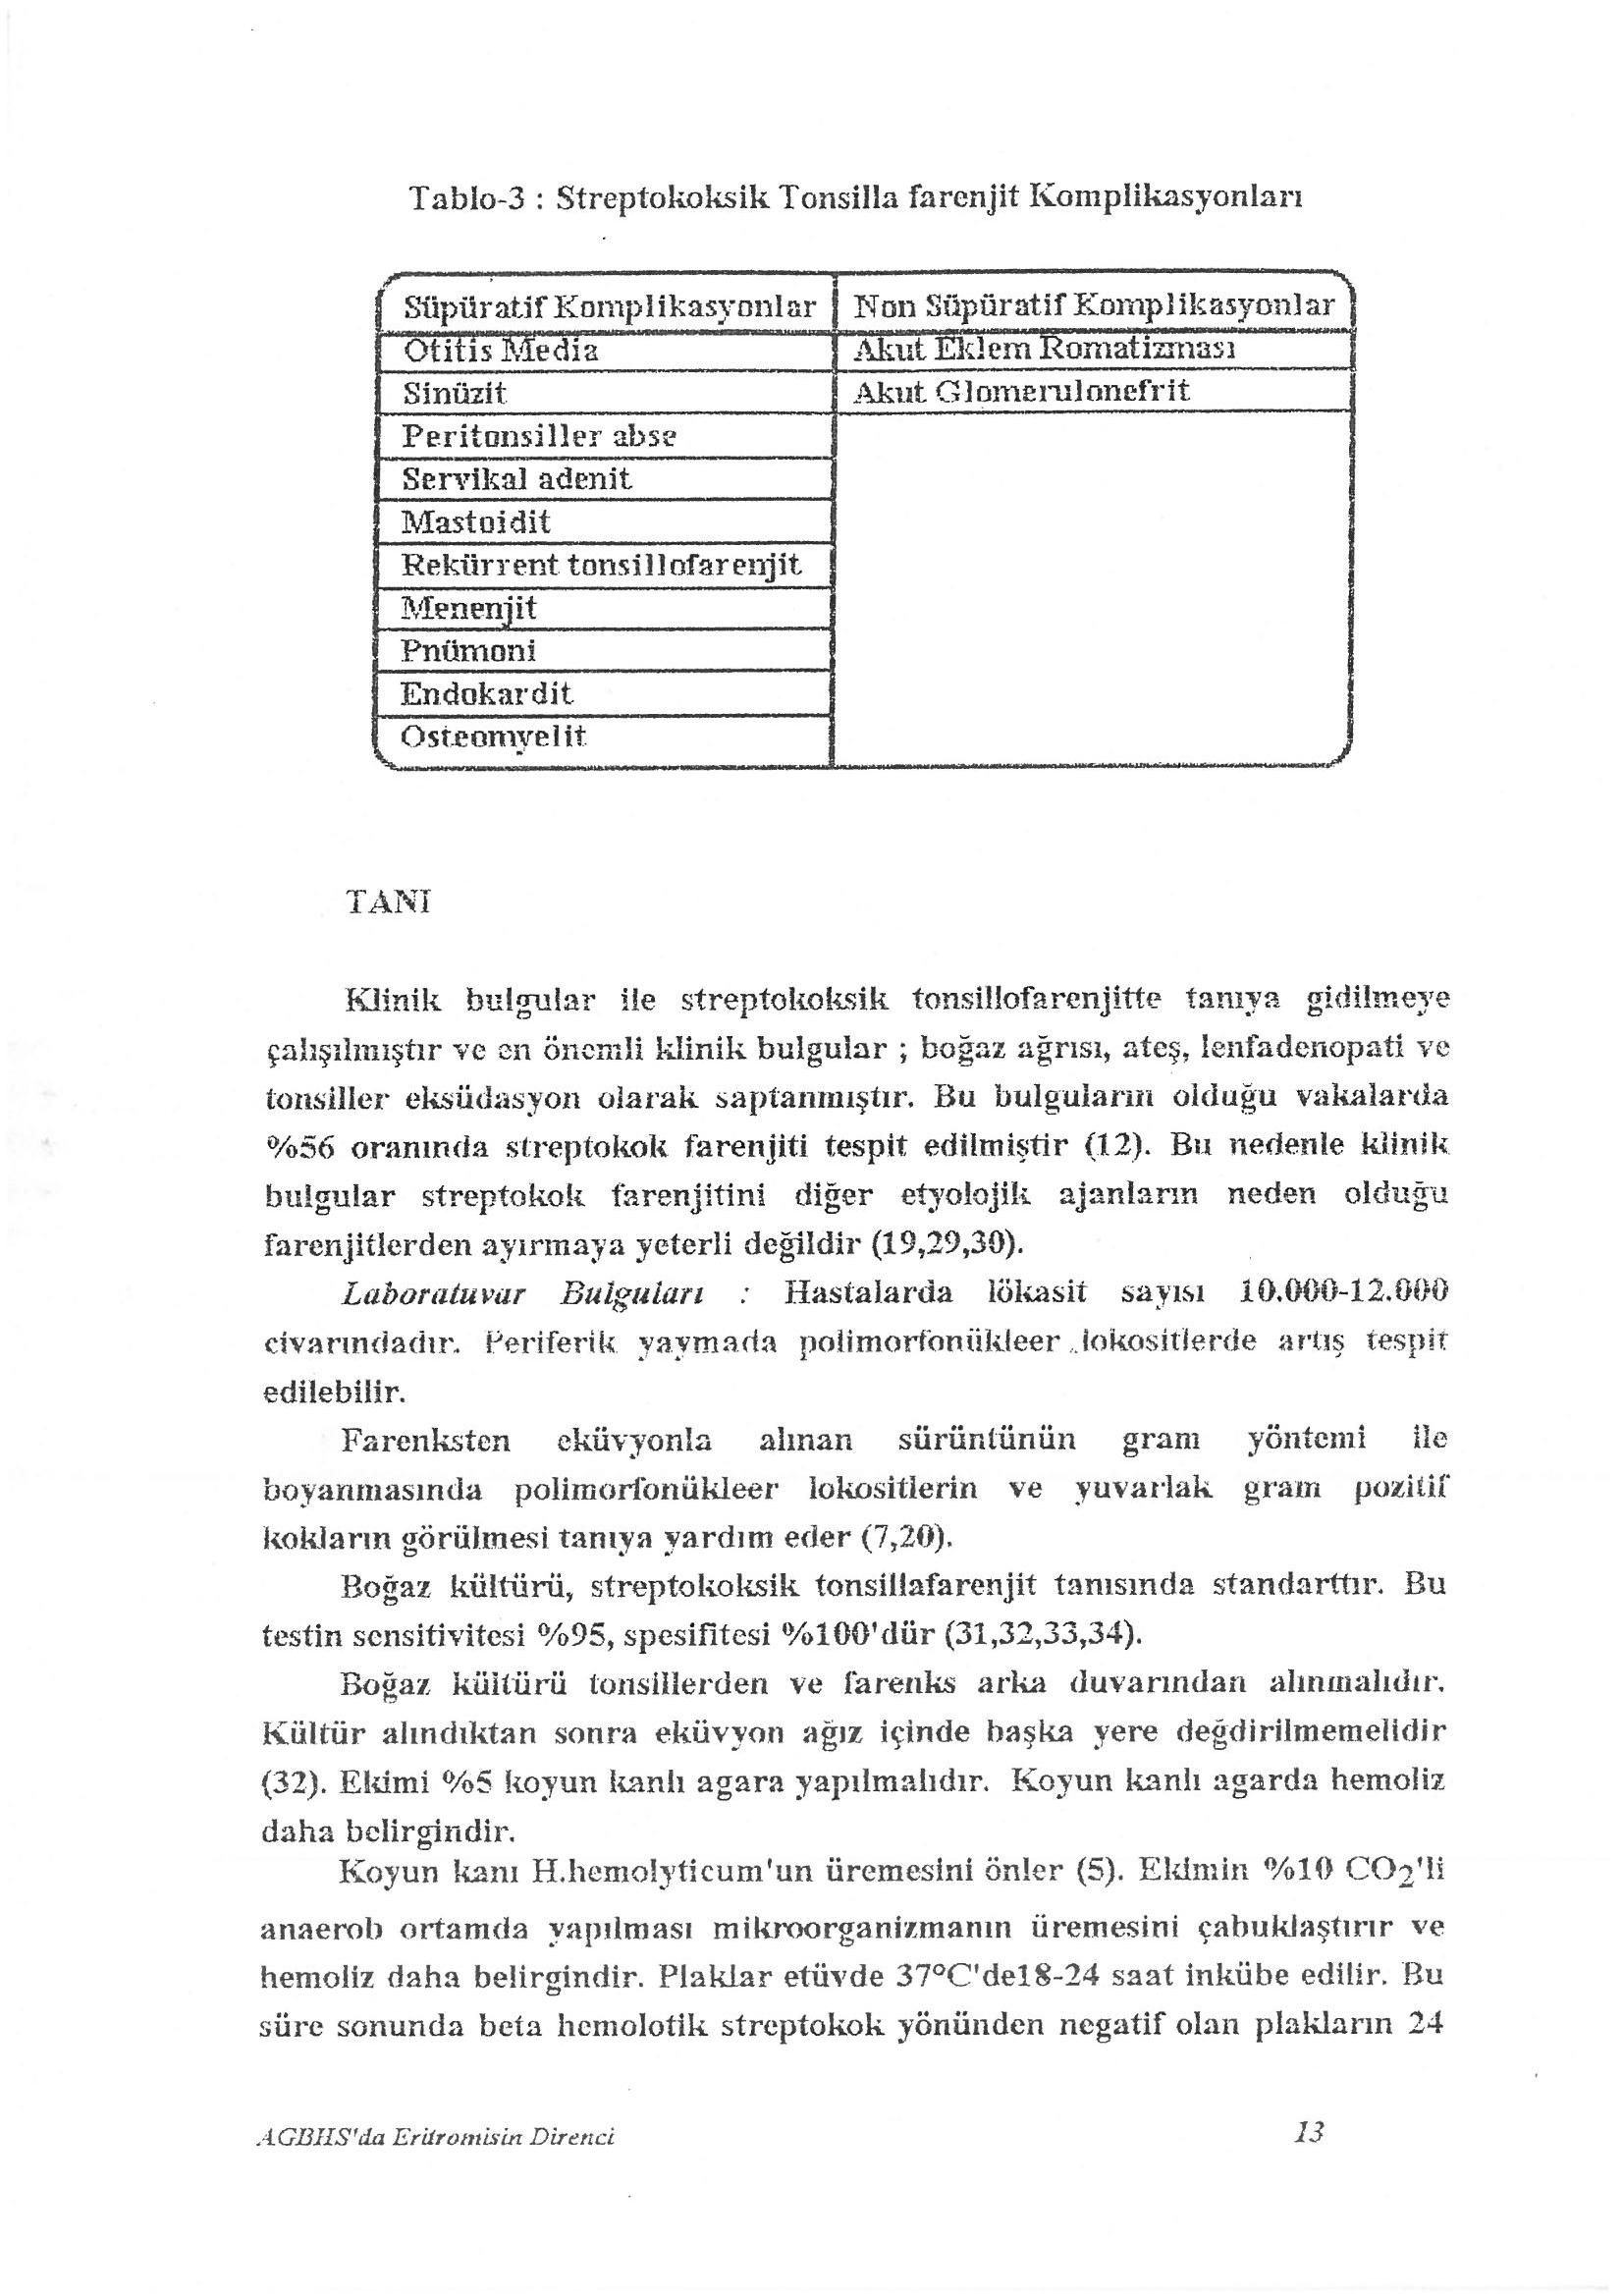 Tablo-3 : Streptokoksik Tonsilla farenjit Komplikasyonları
Süpüratif Komplikasyonlar Non Süpüratif Komplikasyonlar
Otitis Media Akut Eklem Romatizması
Sinüzit Akut Glomerulonefrit
Peritonsiller abse
Servikal adenit
Mastoidit
Rekürrent tonsillofarenjit
Menenjit
Pnümoni
Endokardit
Osteomyelit
TANI
Klinik bulgular ile streptokoksik tonsillofarenjitte tanıya gidilmeye
çalışılmıştır ve en önemli klinik bulgular ; boğaz ağrısı, ateş, lenfadenopati ve
tonsiller eksüdasyon olarak saptanmıştır. Bu bulguların olduğu vakalarda
%56 oranında streptokok farenjiti tespit edilmiştir (12). Bu nedenle klinik
bulgular streptokok farenjitini diğer etyolojik ajanların neden olduğu
farenjitlerden ayırmaya yeterli değildir (19,29,30).
Laboratuvar Bulguları : Hastalarda lökasit sayısı 10.000-12.000
civarındadır. Periferik yaymada polimorfonükleer lokositlerde artış tespit
edilebilir.
Farenksten eküvyonla alınan sürüntünün gram yöntemi ile
boyanmasında polimorfonükleer lokositlerin ve yuvarlak gram pozitif
kokların görülmesi tanıya yardım eder (7,20).
Boğaz kültürü, streptokoksik tonsillafarenjit tanısında standarttır. Bu
testin sensitivitesi %95, spesifitesi %100'dür (31,32,33,34).
Boğaz kültürü tonsillerden ve farenks arka duvarından alınmalıdır.
Kültür alındıktan sonra eküvyon ağız içinde başka yere değdirilmemelidir
(32). Ekimi %5 koyun kanlı agara yapılmalıdır. Koyun kanlı agarda hemoliz
daha belirgindir.
Koyun kanı H.hemolyticum'un üremesini önler (5). Ekimin %10 CO₂'li
anaerob ortamda yapılması mikroorganizmanın üremesini çabuklaştırır ve
hemoliz daha belirgindir. Plaklar etüvde 37°C'de18-24 saat inkübe edilir. Bu
süre sonunda beta hemolotik streptokok yönünden negatif olan plakların 24
AGBHS'da Eritromisin Direnci 13